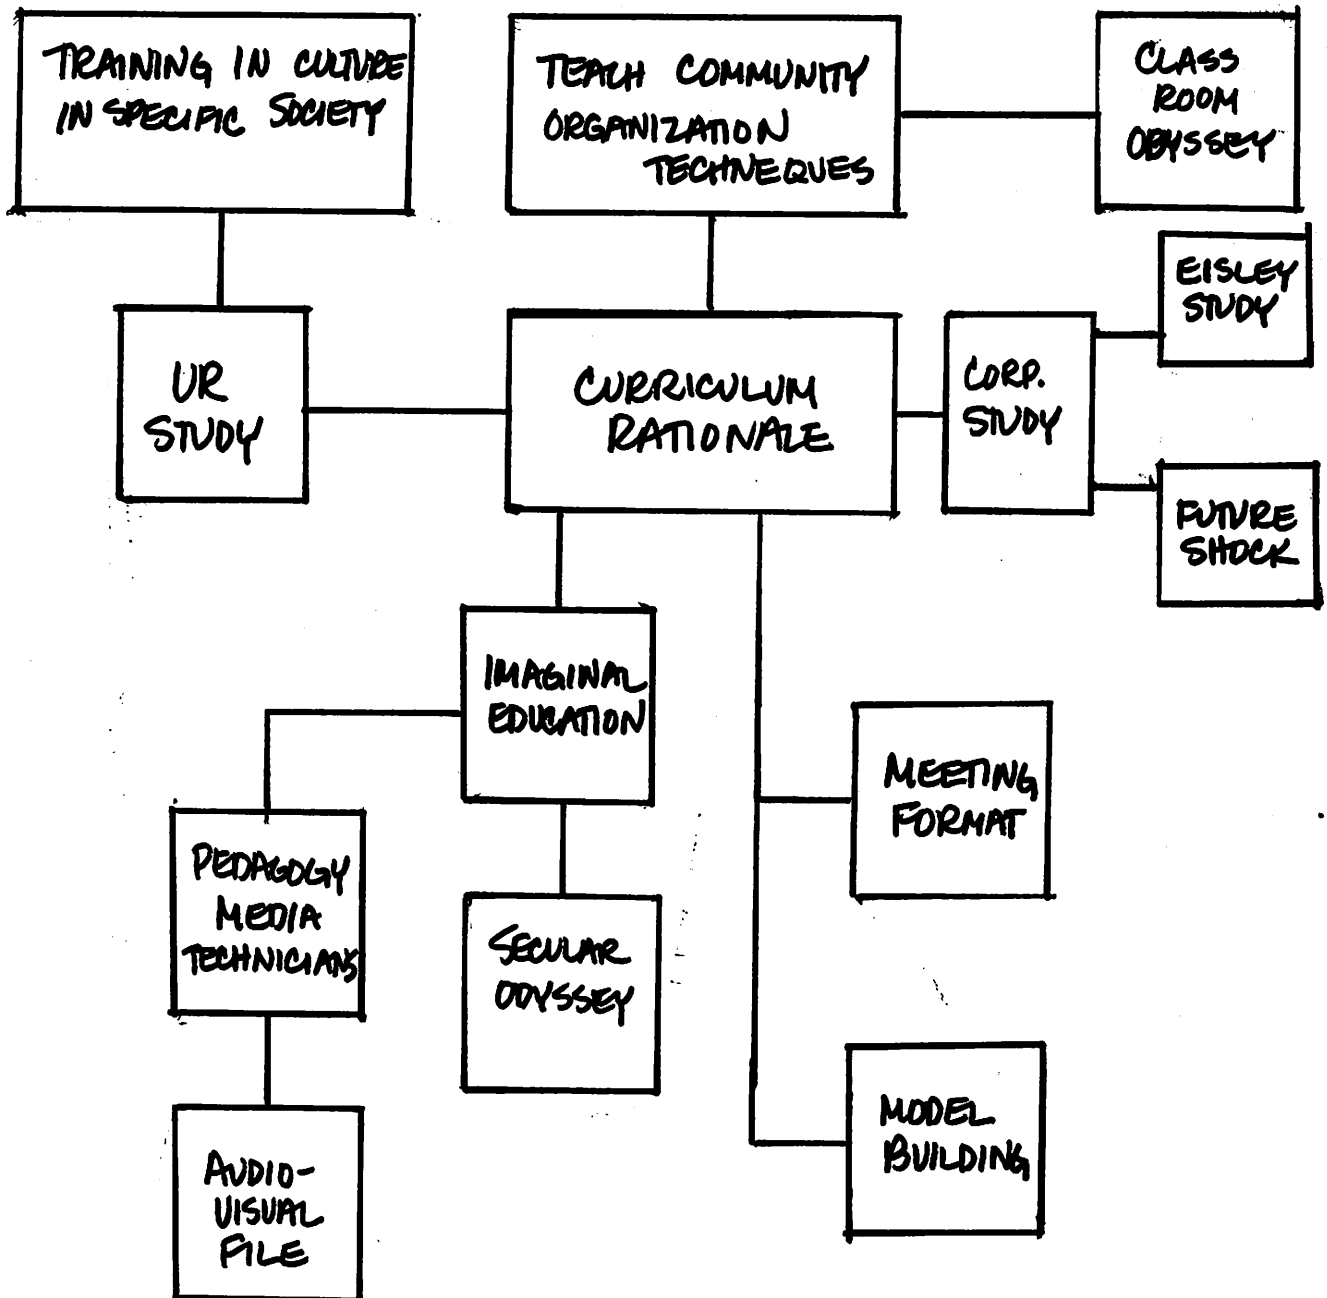 TRAINING IN CULTURE
IN SPECIFIC SOCIETY
TEACH COMMUNITY
ORGANIZATION
TECHNEQUES
CLASS
ROOM
ODYSSEY
EISLEY
STUDY
UR
STUDY
CURRICULUM
RATIONALE
CORP.
STUDY
FUTURE
SHOCK
IMAGINAL
EDUCATION
MEETING
FORMAT
PEDAGOGY
MEDIA
TECHNICIANS
SECULAR
ODYSSEY
MODEL
BUILDING
AUDIO-
VISUAL
FILE